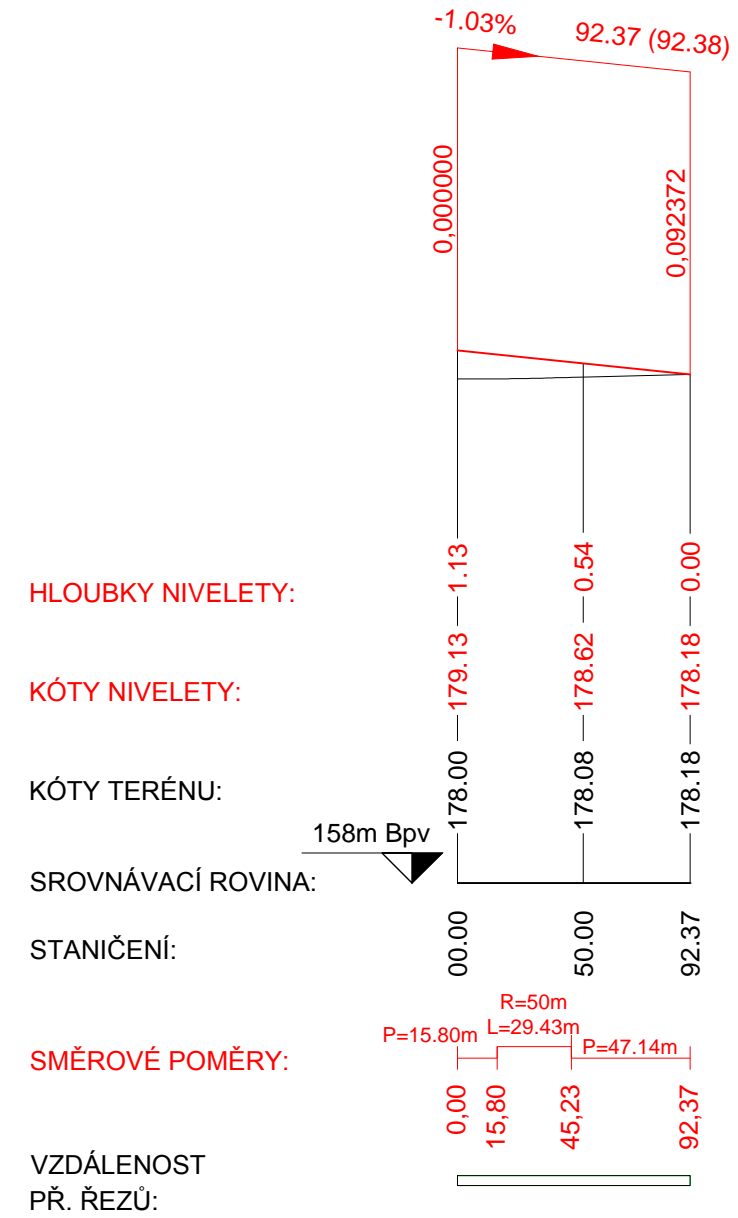 -1.03%
92.37 (92.38)
0,000000
0,092372
HLOUBKY NIVELETY:
1.13
0.54
0.00
KÓTY NIVELETY:
179.13
178.62
178.18
KÓTY TERÉNU:
178.00
178.08
178.18
158m Bpv
SROVNÁVACÍ ROVINA:
STANIČENÍ:
00.00
50.00
92.37
SMĚROVÉ POMĚRY:
P=15.80m
R=50m
L=29.43m
P=47.14m
0,00
15,80
45,23
92,37
VZDÁLENOST
PŘ. ŘEZŮ: